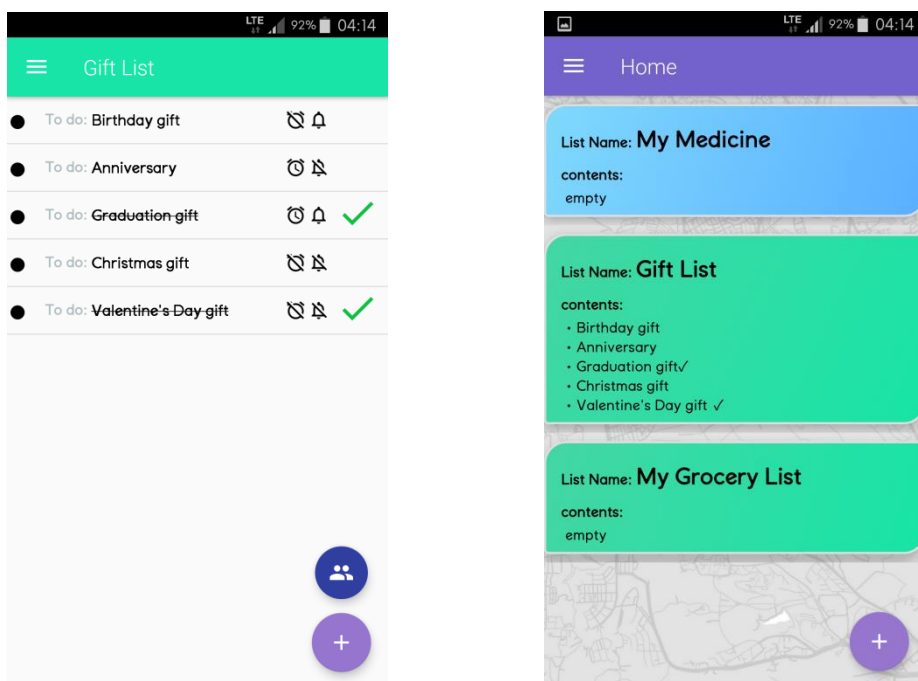 LTE 92% 04:14
Gift List
To do: Birthday gift
To do: Anniversary
To do: Graduation gift
To do: Christmas gift
To do: Valentine's Day gift
+
LTE 92% 04:14
Home
List Name: My Medicine
contents:
empty
List Name: Gift List
contents:
• Birthday gift
• Anniversary
• Graduation gift✓
• Christmas gift
• Valentine's Day gift ✓
List Name: My Grocery List
contents:
empty
+